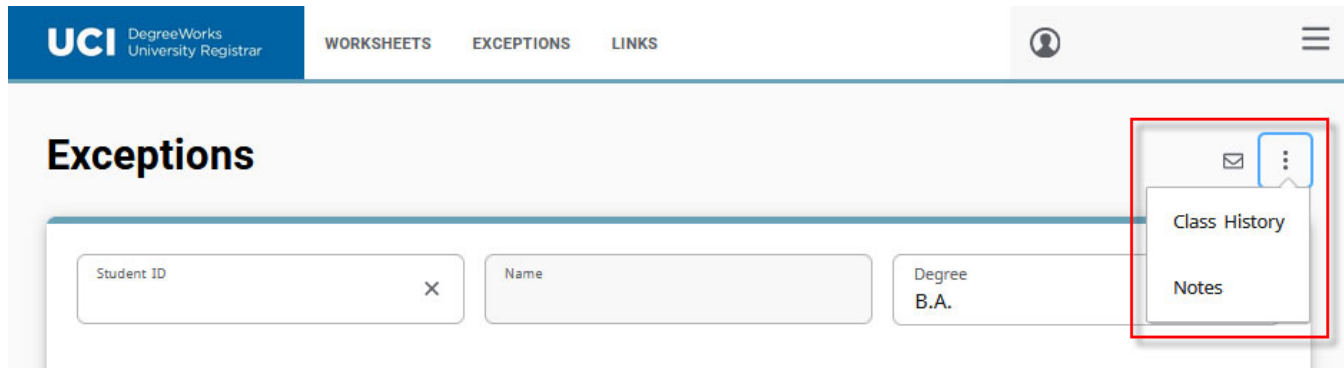 UCI DegreeWorks
University Registrar
WORKSHEETS EXCEPTIONS LINKS
Exceptions
Class History
Notes
Student ID
Name
Degree
B.A.